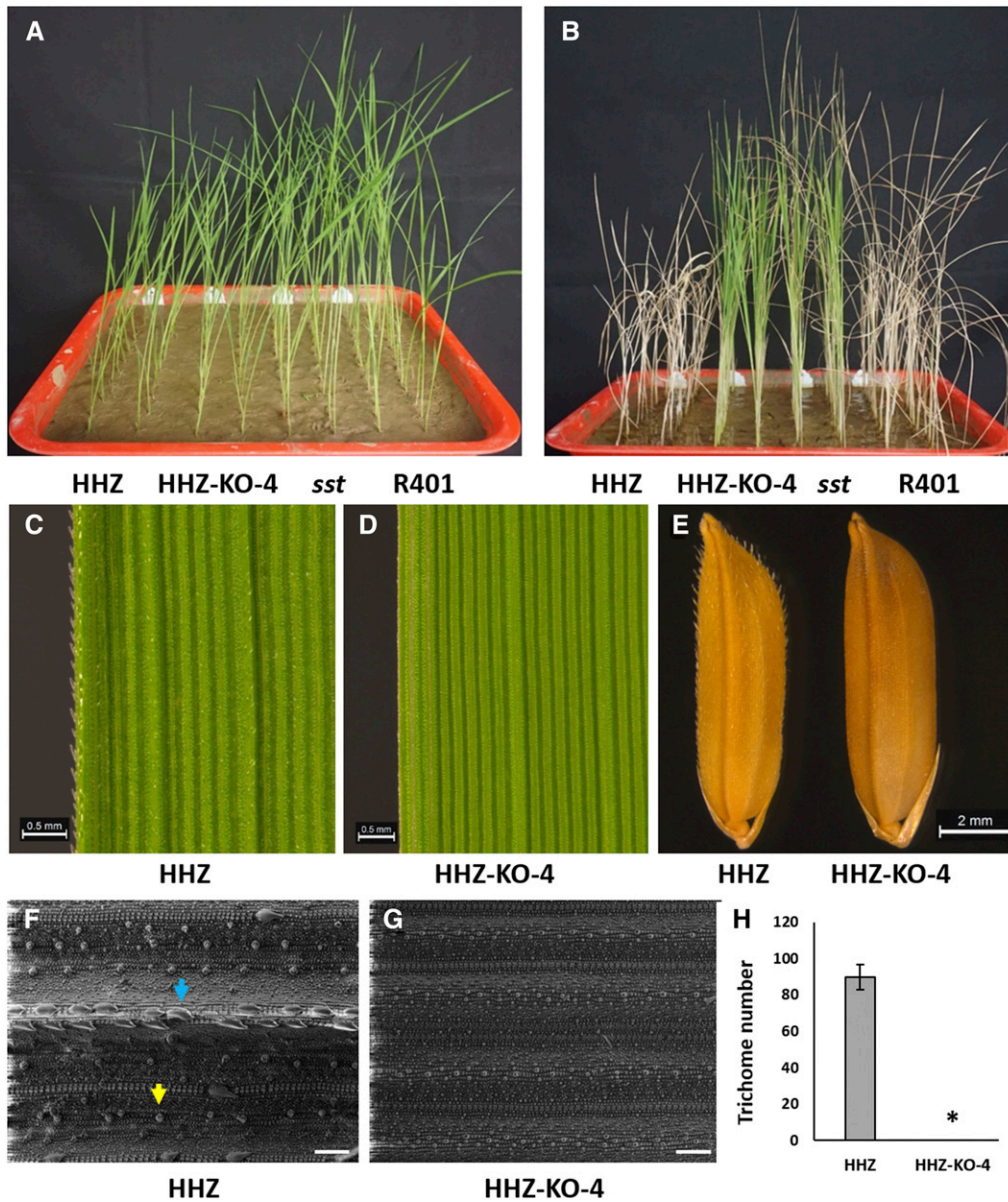 A
B
HHZ HHZ-KO-4 sst R401
HHZ HHZ-KO-4 sst R401
C
D
E
0.5 mm
0.5 mm
2 mm
HHZ
HHZ-KO-4
HHZ HHZ-KO-4
F
G
H
120
100
80
60
40
20
0
Trichome number
*
HHZ HHZ-KO-4
HHZ
HHZ-KO-4